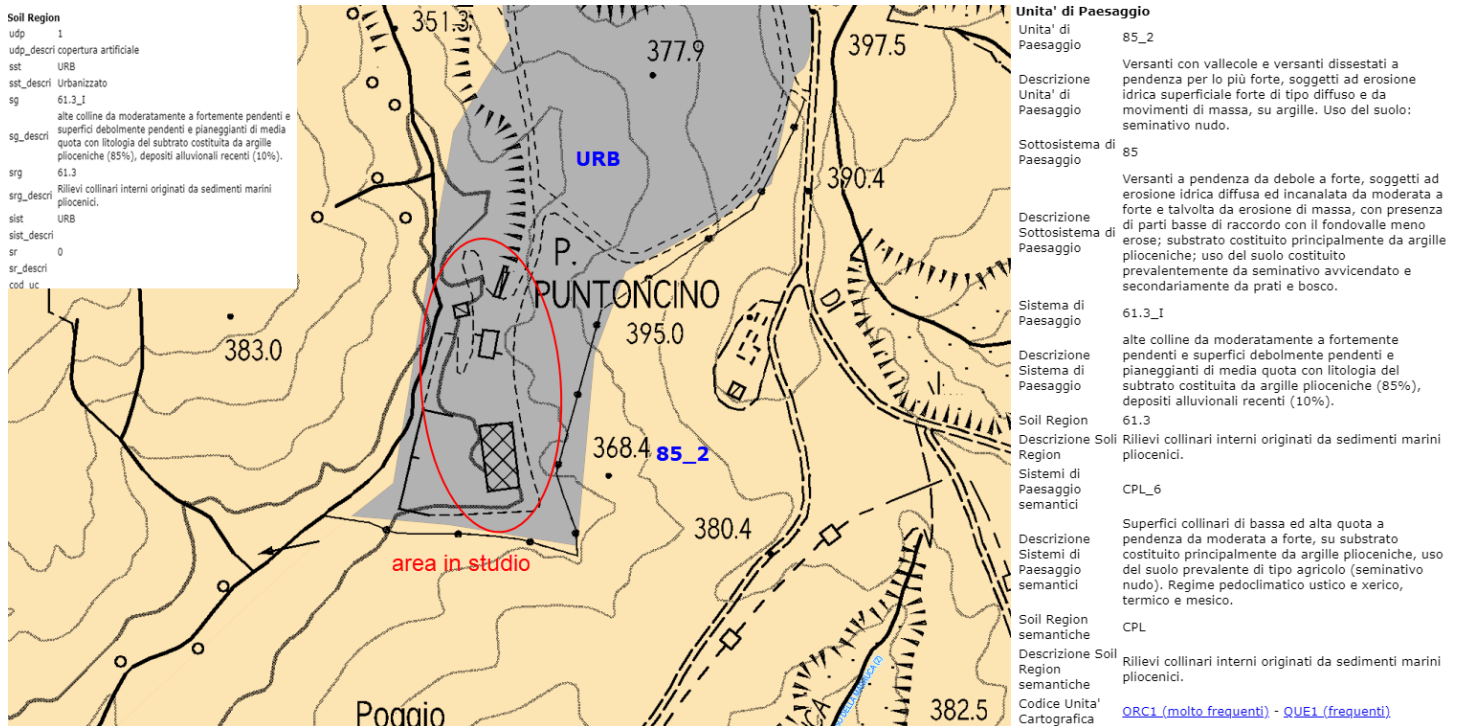 Soil Region
udp 1
udp_descri copertura artificiale
sst URB
sst_descri Urbanizzato
sg 61.3_I
sg_descri alte colline da moderatamente a fortemente pendenti e
superfici debolmente pendenti e pianeggianti di media
quota con litologia del subtrato costituita da argille
plioceniche (85%), depositi alluvionali recenti (10%).
srg 61.3
srg_descri Rilievi collinari interni originati da sedimenti marini
pliocenici.
sist URB
sist_descri
sr 0
sr_descri
cod_uc
351.3
377.9
397.5
URB
390.4
P.
PUNTONCINO
DI
383.0
395.0
368.4
85_2
380.4
area in studio
Poggio
382.5
Unita' di Paesaggio
Unita' di
Paesaggio
85_2
Descrizione
Unita' di
Paesaggio
Versanti con vallecole e versanti dissestati a
pendenza per lo più forte, soggetti ad erosione
idrica superficiale forte di tipo diffuso e da
movimenti di massa, su argille. Uso del suolo:
seminativo nudo.
Sottosistema di
Paesaggio
85
Descrizione
Sottosistema di
Paesaggio
Versanti a pendenza da debole a forte, soggetti ad
erosione idrica diffusa ed incanalata da moderata a
forte e talvolta da erosione di massa, con presenza
di parti basse di raccordo con il fondovalle meno
erose; substrato costituito principalmente da argille
plioceniche; uso del suolo costituito
prevalentemente da seminativo avvicendato e
secondariamente da prati e bosco.
Sistema di
Paesaggio
61.3_I
Descrizione
Sistema di
Paesaggio
alte colline da moderatamente a fortemente
pendenti e superfici debolmente pendenti e
pianeggianti di media quota con litologia del
subtrato costituita da argille plioceniche (85%),
depositi alluvionali recenti (10%).
Soil Region 61.3
Descrizione Soil
Region
Rilievi collinari interni originati da sedimenti marini
pliocenici.
Sistemi di
Paesaggio
semantici
CPL_6
Descrizione
Sistemi di
Paesaggio
semantici
Superfici collinari di bassa ed alta quota a
pendenza da moderata a forte, su substrato
costituito principalmente da argille plioceniche, uso
del suolo prevalente di tipo agricolo (seminativo
nudo). Regime pedoclimatico ustico e xerico,
termico e mesico.
Soil Region
semantiche
CPL
Descrizione Soil
Region
semantiche
Rilievi collinari interni originati da sedimenti marini
pliocenici.
Codice Unita'
Cartografica
ORC1 (molto frequenti) - QUE1 (frequenti)